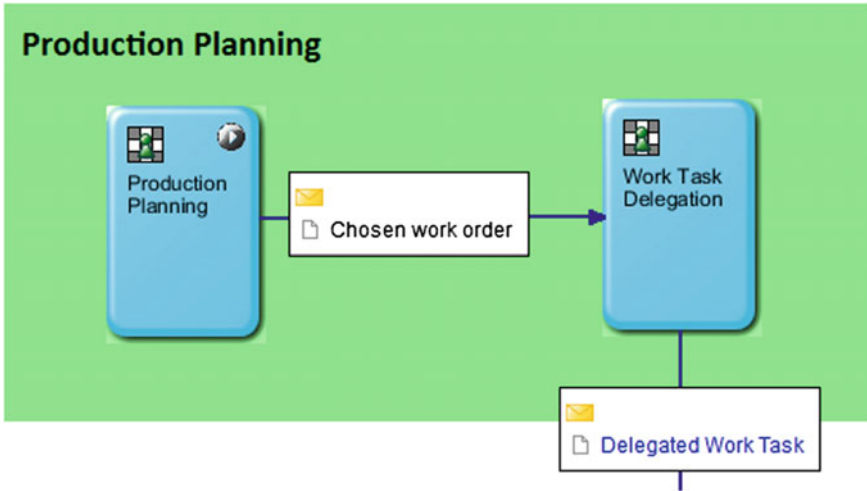 Production Planning
Production
Planning
Chosen work order
Work Task
Delegation
Delegated Work Task